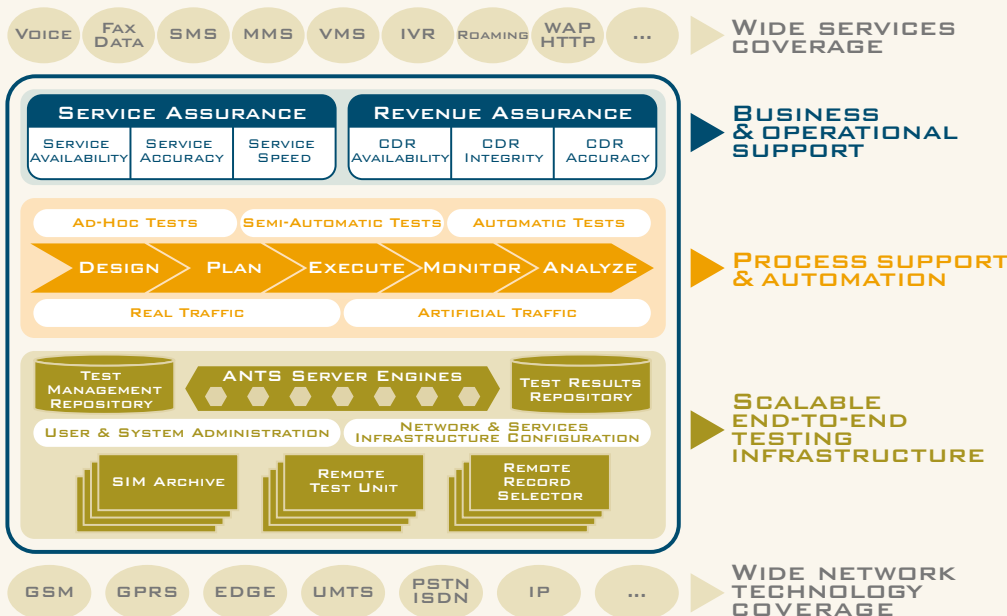 VOICE
FAX
DATA
SMS
MMS
VMS
IVR
ROAMING
WAP
HTTP
...
WIDE SERVICES
COVERAGE
SERVICE ASSURANCE
SERVICE
AVAILABILITY
SERVICE
ACCURACY
SERVICE
SPEED
REVENUE ASSURANCE
CDR
AVAILABILITY
CDR
INTEGRITY
CDR
ACCURACY
BUSINESS
& OPERATIONAL
SUPPORT
AD-HOC TESTS
SEMI-AUTOMATIC TESTS
AUTOMATIC TESTS
DESIGN
PLAN
EXECUTE
MONITOR
ANALYZE
REAL TRAFFIC
ARTIFICIAL TRAFFIC
PROCESS SUPPORT
& AUTOMATION
TEST
MANAGEMENT
REPOSITORY
ANTS SERVER ENGINES
TEST RESULTS
REPOSITORY
USER & SYSTEM ADMINISTRATION
NETWORK & SERVICES
INFRASTRUCTURE CONFIGURATION
SIM ARCHIVE
REMOTE
TEST UNIT
REMOTE
RECORD
SELECTOR
SCALABLE
END-TO-END
TESTING
INFRASTRUCTURE
GSM
GPRS
EDGE
UMTS
PSTN
ISDN
IP
...
WIDE NETWORK
TECHNOLOGY
COVERAGE